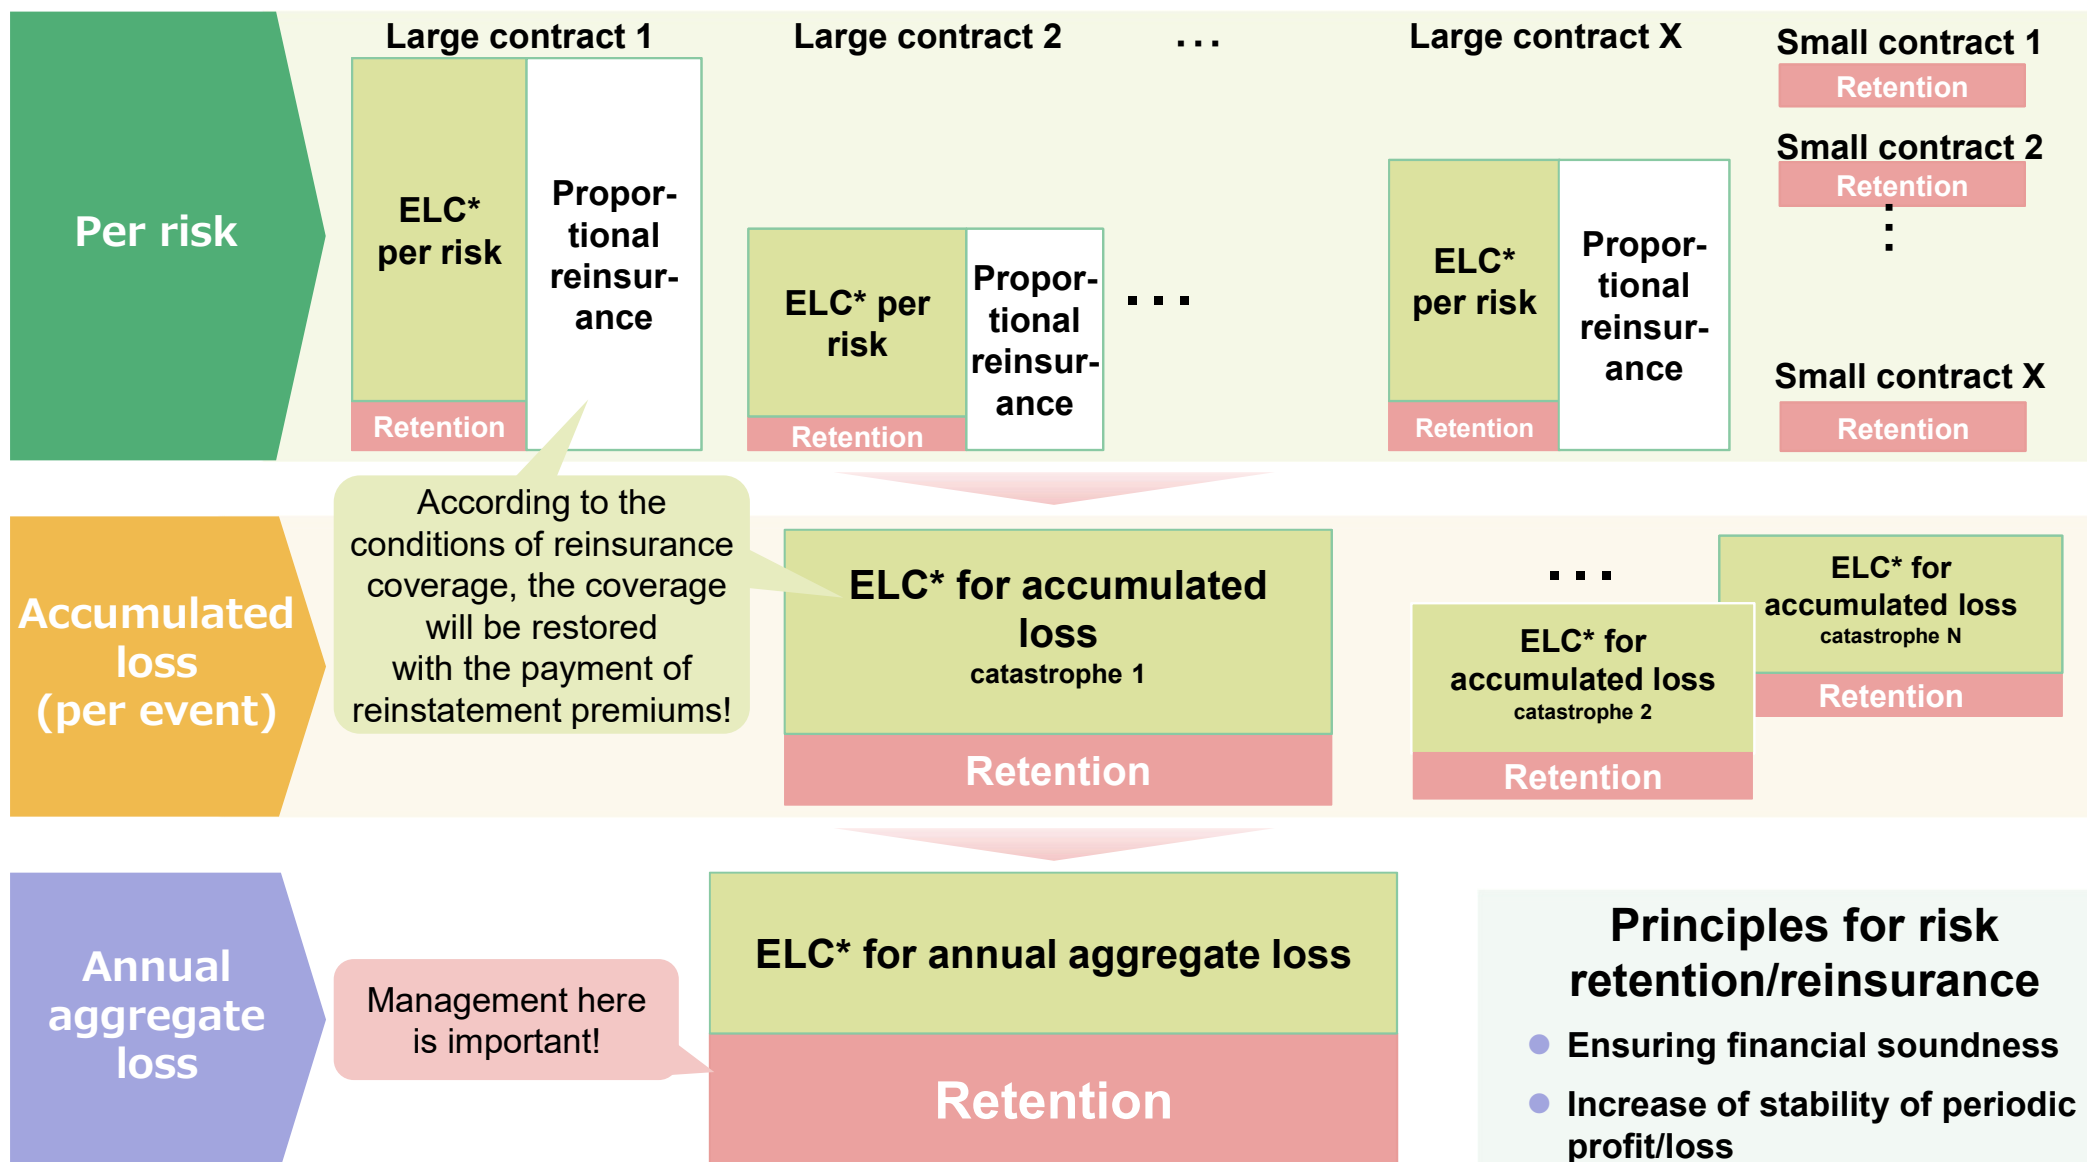 Per risk
Large contract 1
ELC*
per risk
Retention
Propor-
tional
reinsur-
ance
Large contract 2
ELC* per
risk
Retention
Propor-
tional
reinsur-
ance
...
...
Large contract X
ELC*
per risk
Retention
Propor-
tional
reinsur-
ance
Small contract 1
Retention
Small contract 2
Retention
...
Small contract X
Retention
Accumulated
loss
(per event)
According to the
conditions of reinsurance
coverage, the coverage
will be restored
with the payment of
reinstatement premiums!
ELC* for accumulated
loss
catastrophe 1
Retention
...
ELC* for
accumulated loss
catastrophe 2
Retention
ELC* for
accumulated loss
catastrophe N
Retention
Annual
aggregate
loss
Management here
is important!
ELC* for annual aggregate loss
Retention
Principles for risk
retention/reinsurance
● Ensuring financial soundness
● Increase of stability of periodic
profit/loss